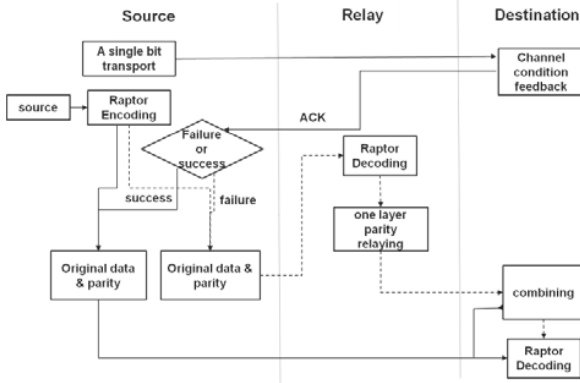 Source
Relay
Destination
A single bit
transport
Channel
condition
feedback
source
Raptor
Encoding
ACK
Failure
or
success
Raptor
Decoding
success
failure
one layer
parity
relaying
Original data
& parity
Original data &
parity
combining
Raptor
Decoding